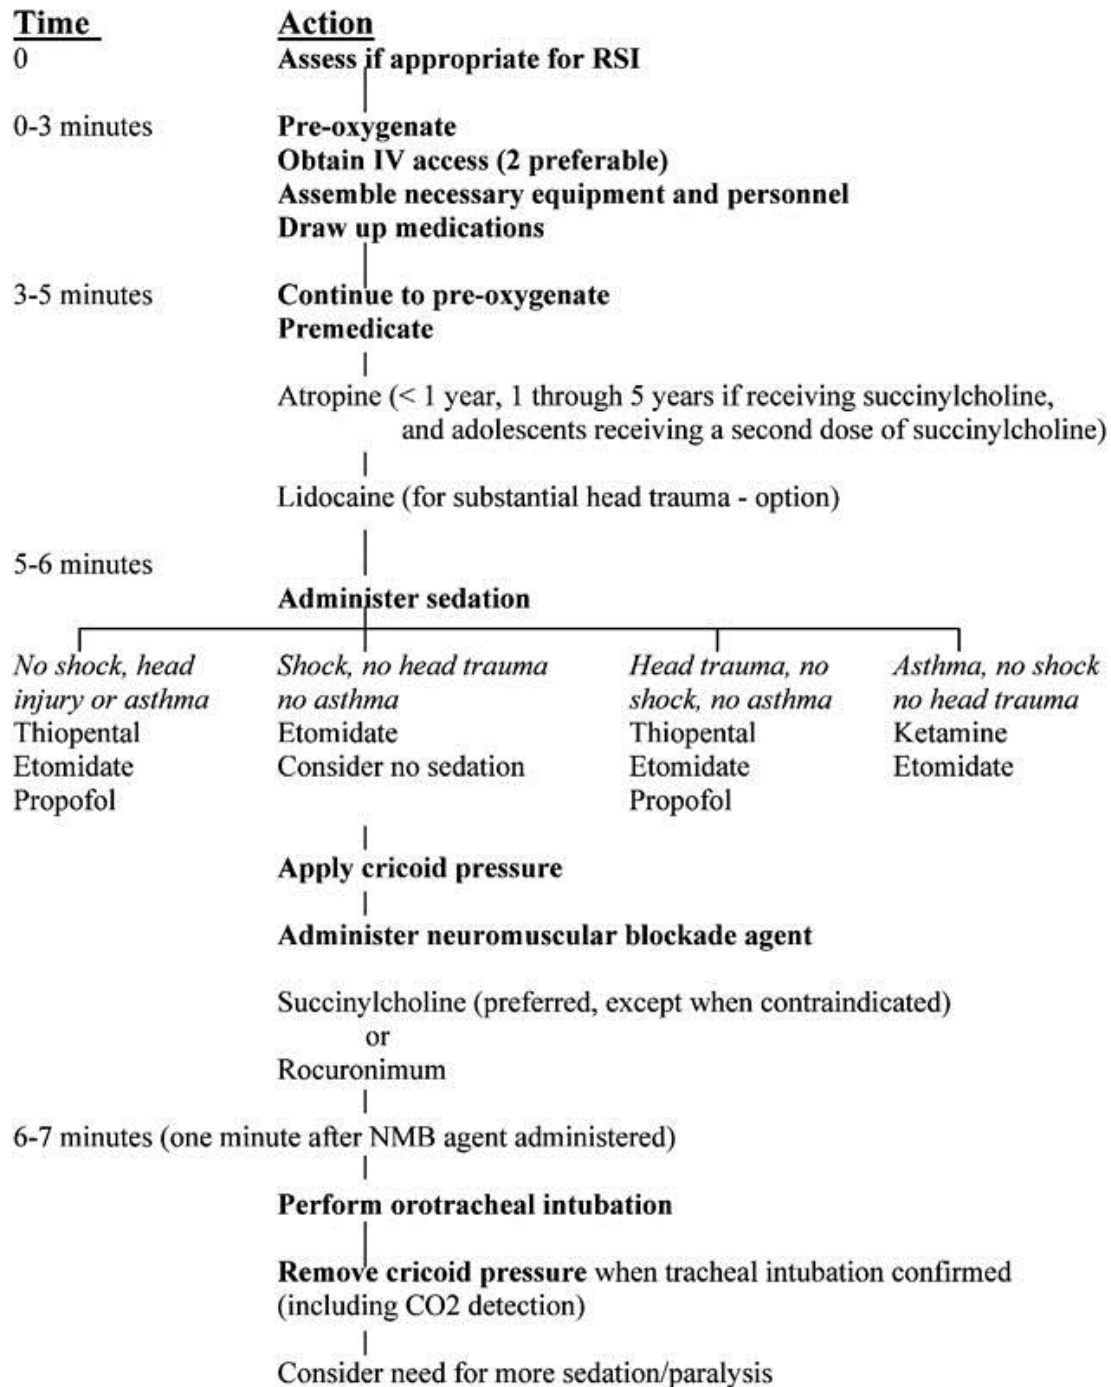 Time Action
0 Assess if appropriate for RSI
0-3 minutes Pre-oxygenate
Obtain IV access (2 preferable)
Assemble necessary equipment and personnel
Draw up medications
3-5 minutes Continue to pre-oxygenate
Premedicate
Atropine (< 1 year, 1 through 5 years if receiving succinylcholine,
and adolescents receiving a second dose of succinylcholine)
Lidocaine (for substantial head trauma - option)
5-6 minutes
Administer sedation
No shock, head
injury or asthma
Thiopental
Etomidate
Propofol
Shock, no head trauma
no asthma
Etomidate
Consider no sedation
Head trauma, no
shock, no asthma
Thiopental
Etomidate
Propofol
Asthma, no shock
no head trauma
Ketamine
Etomidate
Apply cricoid pressure
Administer neuromuscular blockade agent
Succinylcholine (preferred, except when contraindicated)
or
Rocuronimum
6-7 minutes (one minute after NMB agent administered)
Perform orotracheal intubation
Remove cricoid pressure when tracheal intubation confirmed
(including CO2 detection)
Consider need for more sedation/paralysis